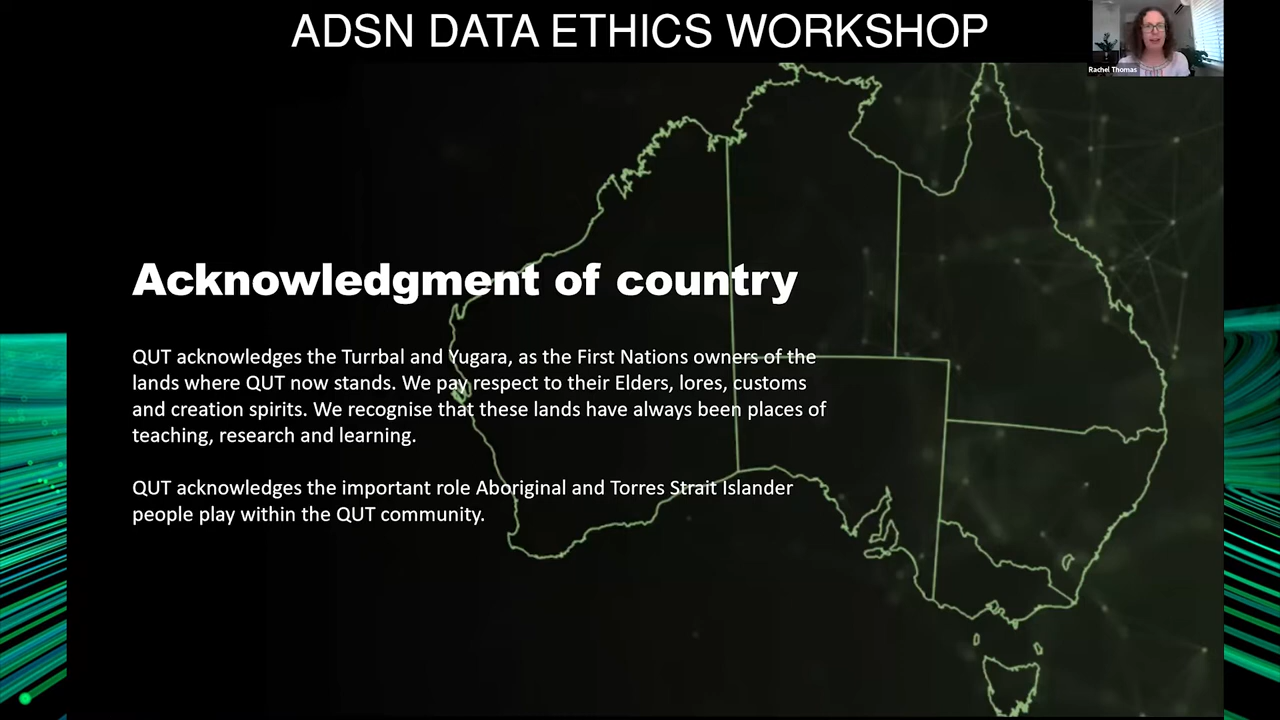 ADSN DATA ETHICS WORKSHOP
Rachel Thomas
Acknowledgment of country
QUT acknowledges the Turrbal and Yugara, as the First Nations owners of the
lands where QUT now stands. We pay respect to their Elders, lores, customs
and creation spirits. We recognise that these lands have always been places of
teaching, research and learning.
QUT acknowledges the important role Aboriginal and Torres Strait Islander
people play within the QUT community.